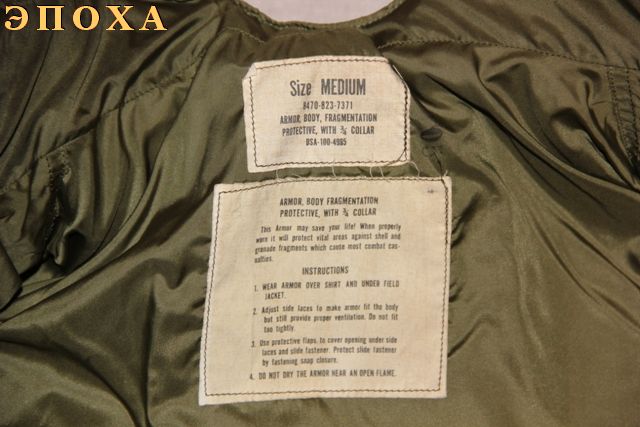 ЭПОХА
Size MEDIUM
8470-823-7371
ARMOR, BODY, FRAGMENTATION
PROTECTIVE, WITH ¾ COLLAR
DSA-100-4985
ARMOR, BODY FRAGMENTATION
PROTECTIVE, WITH ¾ COLLAR
This Armor may save your life! When properly
worn it will protect vital areas against shell and
grenade fragments which cause most combat cas-
ualties.
INSTRUCTIONS
1. WEAR ARMOR OVER SHIRT AND UNDER FIELD
JACKET.
2. Adjust side laces to make armor fit the body
but still provide proper ventilation. Do not fit
too tightly
3. Use protective flaps, to cover opening under side
laces and slide fastener. Protect slide fastener
by fastening snap closure.
4. DO NOT DRY THE ARMOR NEAR AN OPEN FLAME.